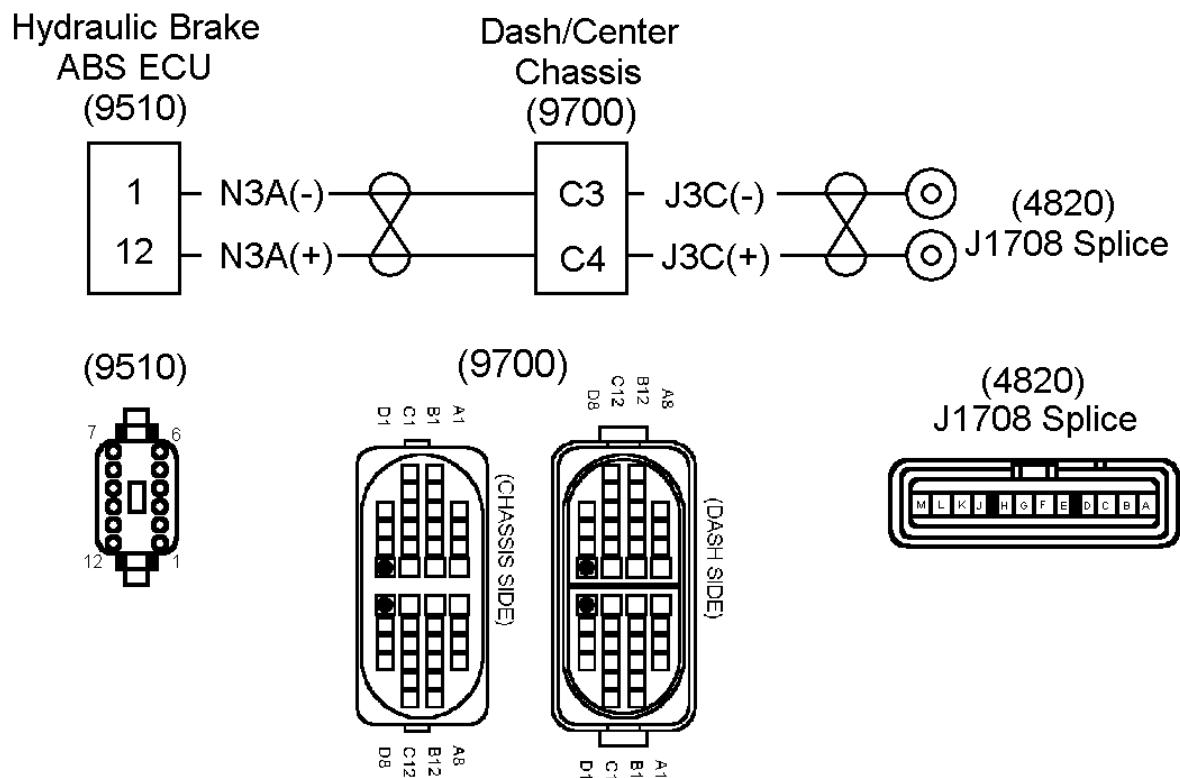 Hydraulic Brake
ABS ECU
(9510)
Dash/Center
Chassis
(9700)
1 N3A(-) C3 J3C(-)
12 N3A(+) C4 J3C(+)
(4820)
J1708 Splice
(9510)
7 6
12 1
(9700)
D1 C1 B1 A1
(CHASSIS SIDE)
D8 C12 B12 A8
D8 C12 B12 A8
(DASH SIDE)
D1 C1 B1 A1
(4820)
J1708 Splice
M L K J H G F E D C B A